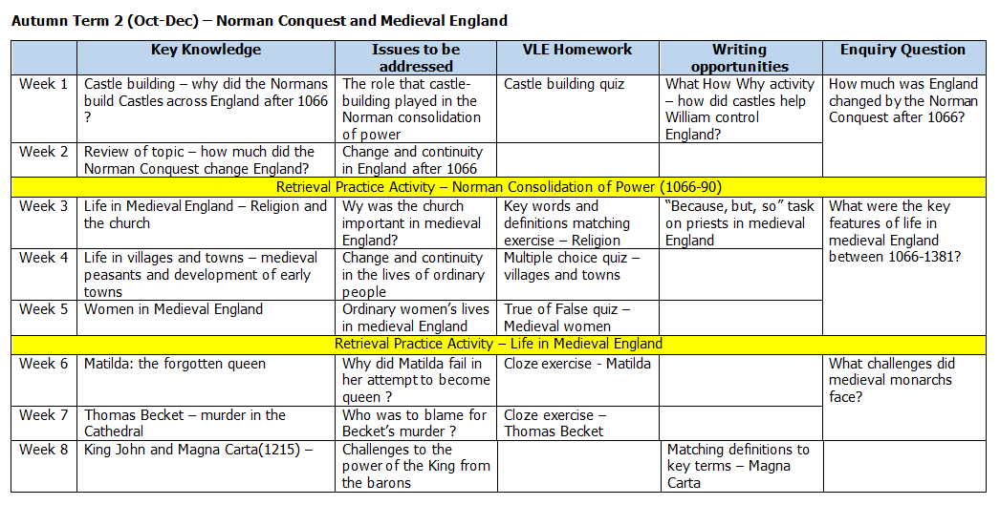 Autumn Term 2 (Oct-Dec) – Norman Conquest and Medieval England
Key Knowledge
Issues to be
addressed
VLE Homework
Writing
opportunities
Enquiry Question
Week 1
Castle building – why did the Normans
build Castles across England after 1066
?
The role that castle-
building played in the
Norman consolidation
of power
Castle building quiz
What How Why activity
– how did castles help
William control
England?
How much was England
changed by the Norman
Conquest after 1066?
Week 2
Review of topic – how much did the
Norman Conquest change England?
Change and continuity
in England after 1066
Retrieval Practice Activity – Norman Consolidation of Power (1066-90)
Week 3
Life in Medieval England – Religion and
the church
Wy was the church
important in medieval
England?
Key words and
definitions matching
exercise – Religion
“Because, but, so” task
on priests in medieval
England
What were the key
features of life in
medieval England
between 1066-1381?
Week 4
Life in villages and towns – medieval
peasants and development of early
towns
Change and continuity
in the lives of ordinary
people
Multiple choice quiz –
villages and towns
Week 5
Women in Medieval England
Ordinary women’s lives
in medieval England
True of False quiz –
Medieval women
Retrieval Practice Activity – Life in Medieval England
Week 6
Matilda: the forgotten queen
Why did Matilda fail in
her attempt to become
queen ?
Cloze exercise - Matilda
What challenges did
medieval monarchs
face?
Week 7
Thomas Becket – murder in the
Cathedral
Who was to blame for
Becket’s murder ?
Cloze exercise –
Thomas Becket
Week 8
King John and Magna Carta(1215) –
Challenges to the
power of the King from
the barons
Matching definitions to
key terms – Magna
Carta